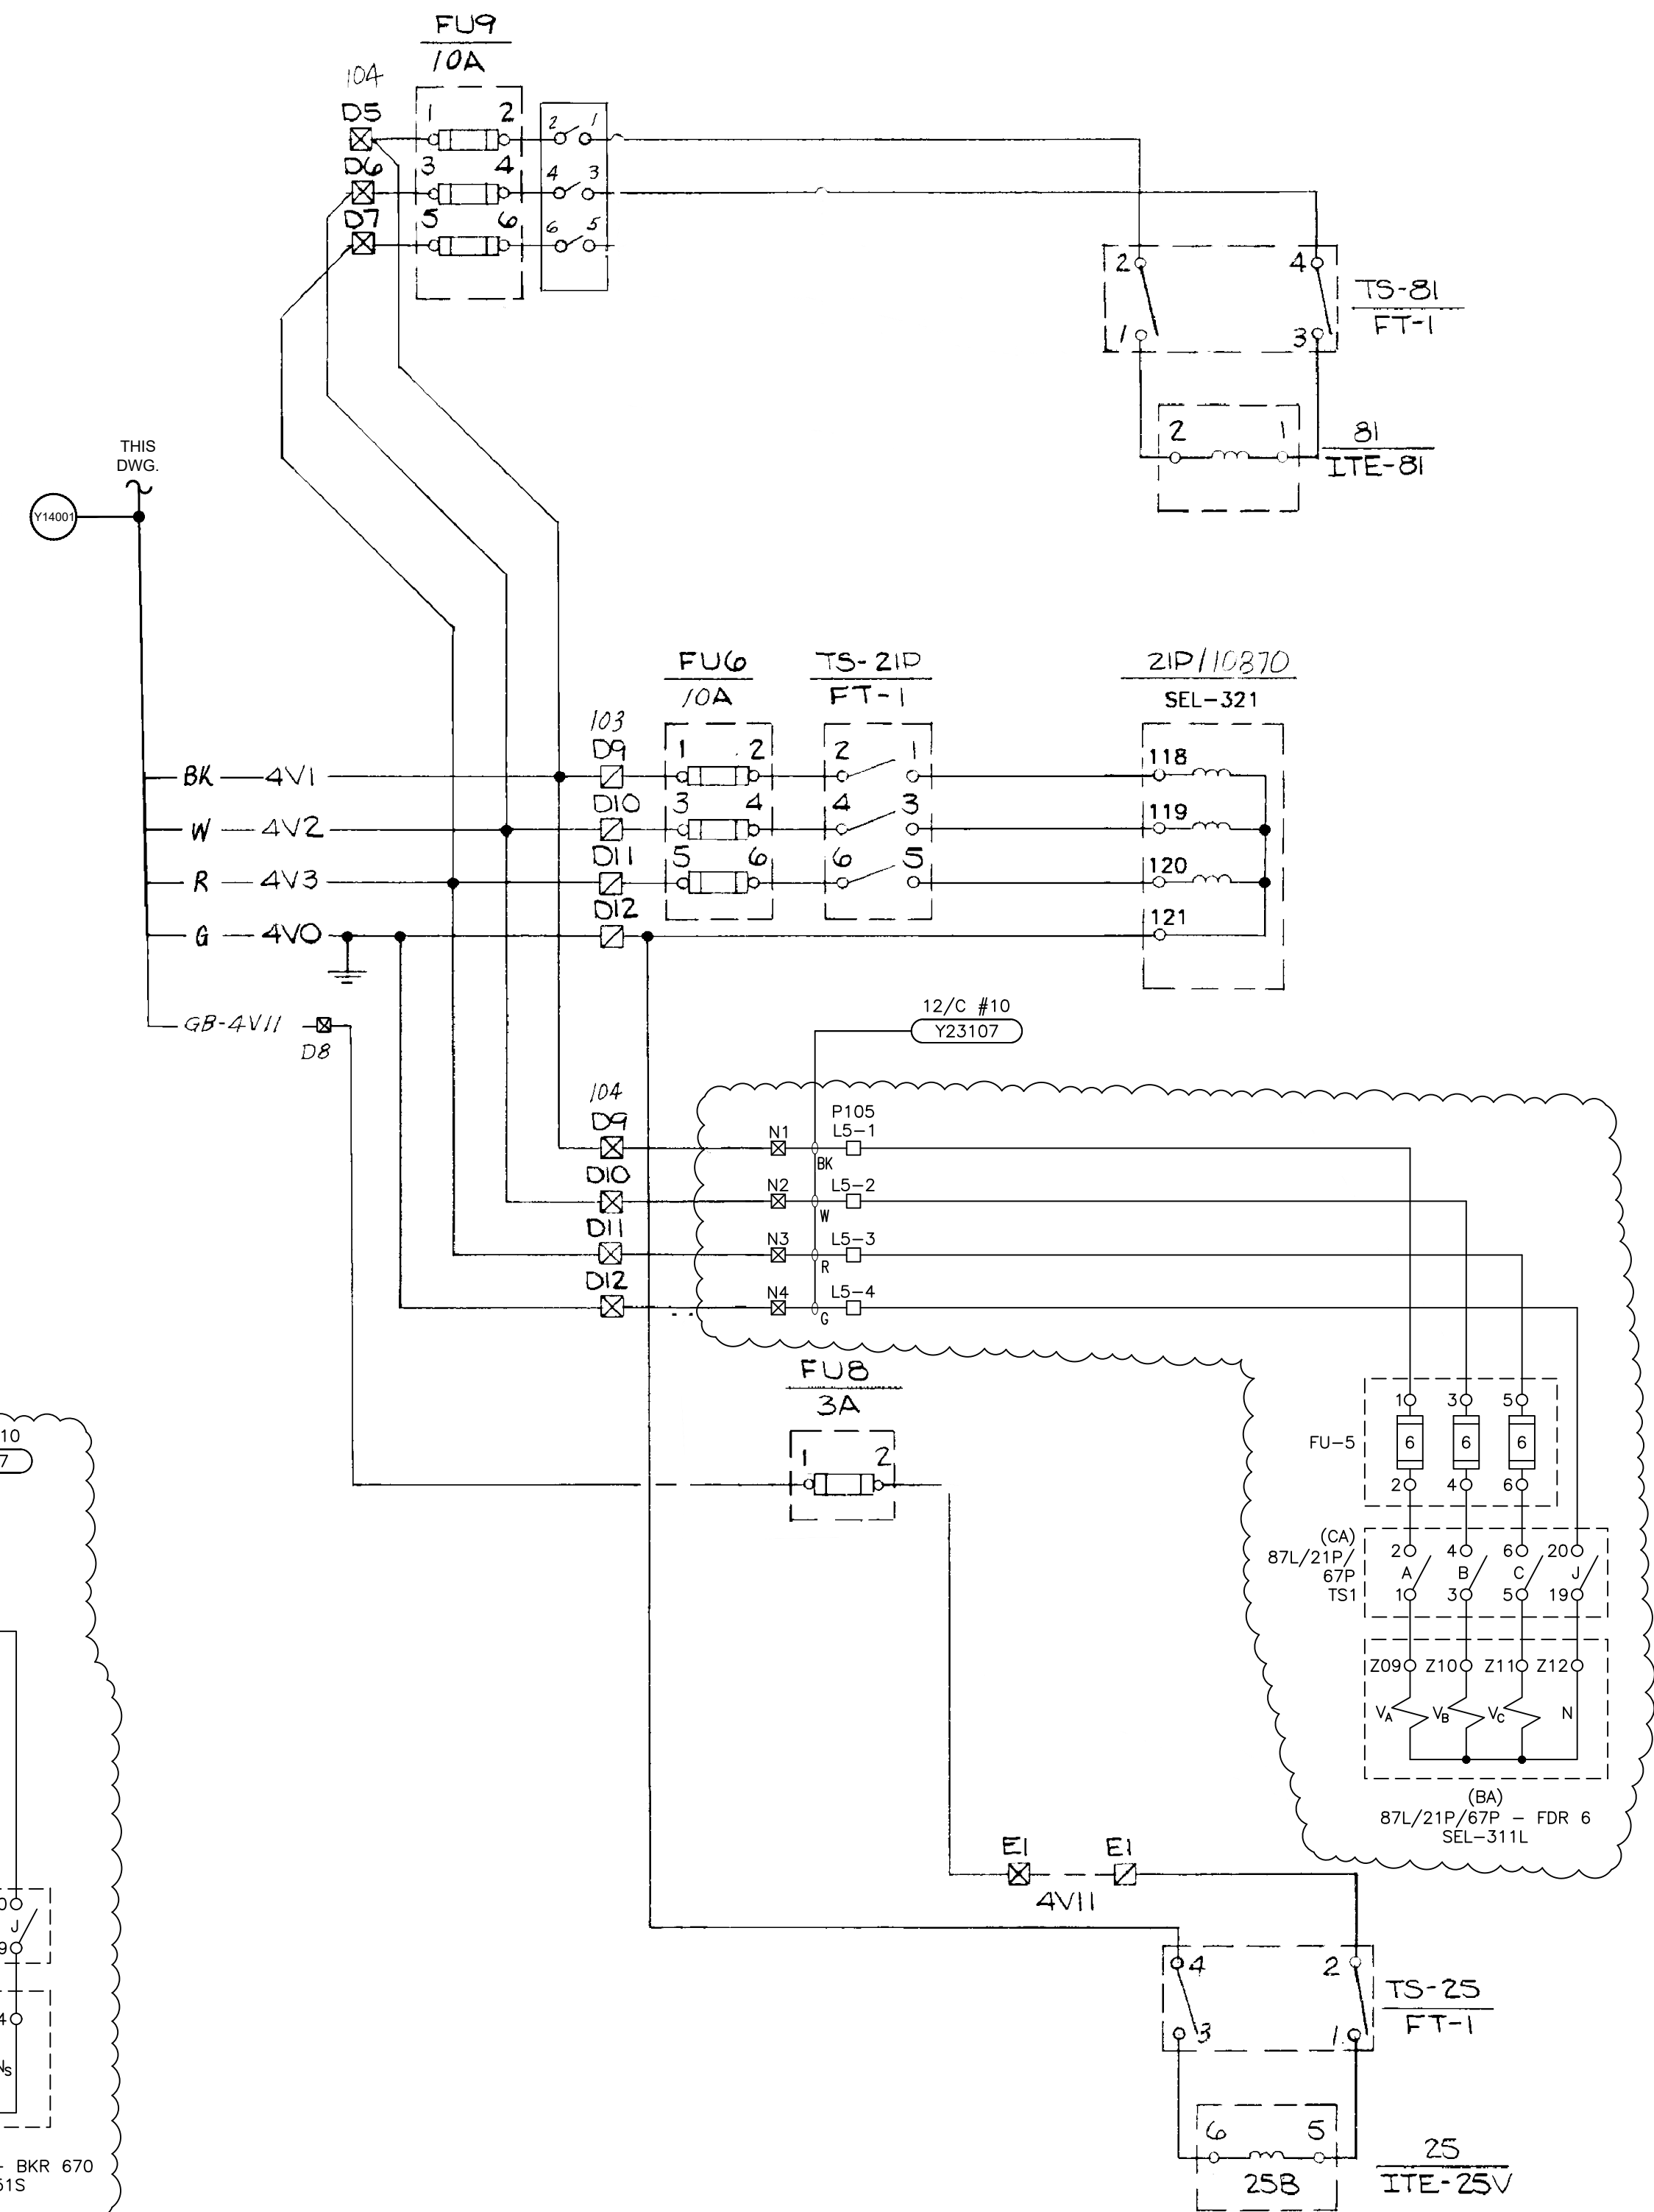 FU9
10A
104
D5
1 2
2 1
D6
3 4
4 3
D7
5 6
6 5
2 4
TS-81
FT-1
1 3
2 1
81
ITE-81
THIS
DWG.
Y14001
FU6
10A
TS-21P
FT-1
21P/10870
SEL-321
103
BK 4V1
D9
1 2
2 1
118
W 4V2
D10
3 4
4 3
119
R 4V3
D11
5 6
6 5
120
G 4V0
D12
121
GB-4V11
D8
12/C #10
Y23107
104
P105
D9
N1
L5-1
BK
D10
N2
L5-2
W
D11
N3
L5-3
R
D12
N4
L5-4
G
FU8
3A
1 2
1 3 5
FU-5
6 6 6
2 4 6
(CA)
87L/21P/
67P
TS1
2 4 6 20
A B C J
1 3 5 19
Z09 Z10 Z11 Z12
VA VB VC N
(BA)
87L/21P/67P - FDR 6
SEL-311L
E1 E1
4V11
4 2
TS-25
FT-1
3 1
6 5
25B
25
ITE-25V
10
7
0
J
9
4
NS
- BKR 670
51S